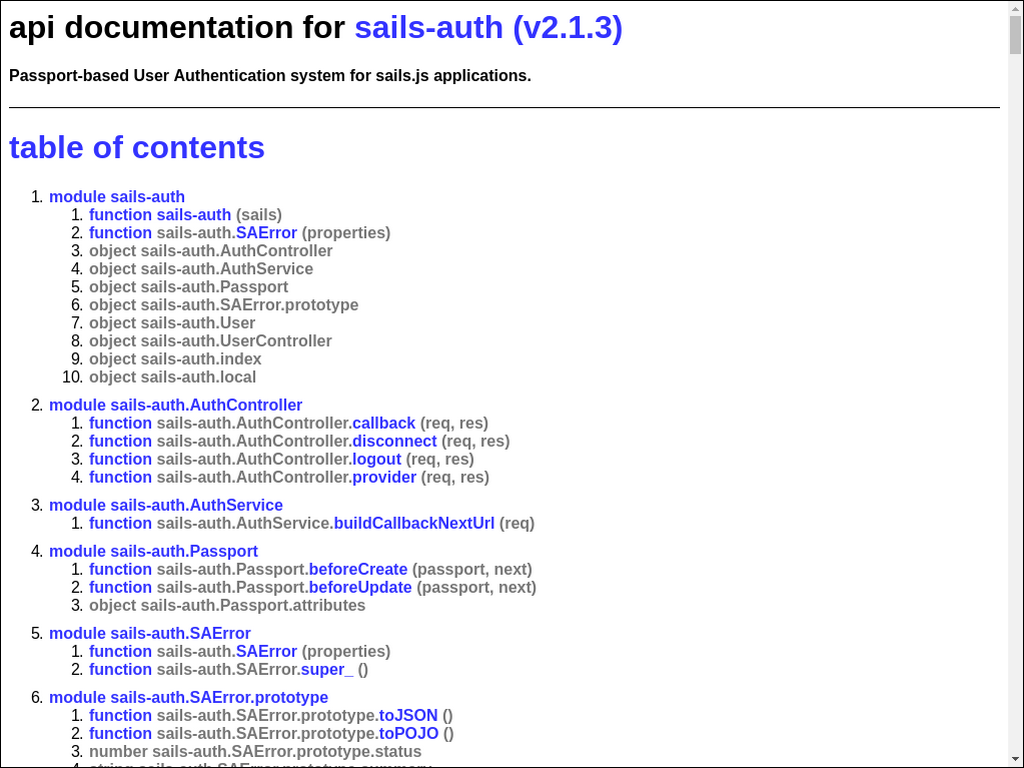 api documentation for sails-auth (v2.1.3)
Passport-based User Authentication system for sails.js applications.
table of contents
1. module sails-auth
1. function sails-auth (sails)
2. function sails-auth.SAError (properties)
3. object sails-auth.AuthController
4. object sails-auth.AuthService
5. object sails-auth.Passport
6. object sails-auth.SAError.prototype
7. object sails-auth.User
8. object sails-auth.UserController
9. object sails-auth.index
10. object sails-auth.local
2. module sails-auth.AuthController
1. function sails-auth.AuthController.callback (req, res)
2. function sails-auth.AuthController.disconnect (req, res)
3. function sails-auth.AuthController.logout (req, res)
4. function sails-auth.AuthController.provider (req, res)
3. module sails-auth.AuthService
1. function sails-auth.AuthService.buildCallbackNextUrl (req)
4. module sails-auth.Passport
1. function sails-auth.Passport.beforeCreate (passport, next)
2. function sails-auth.Passport.beforeUpdate (passport, next)
3. object sails-auth.Passport.attributes
5. module sails-auth.SAError
1. function sails-auth.SAError (properties)
2. function sails-auth.SAError.super_ ()
6. module sails-auth.SAError.prototype
1. function sails-auth.SAError.prototype.toJSON ()
2. function sails-auth.SAError.prototype.toPOJO ()
3. number sails-auth.SAError.prototype.status
4. string sails-auth.SAError.prototype.summary